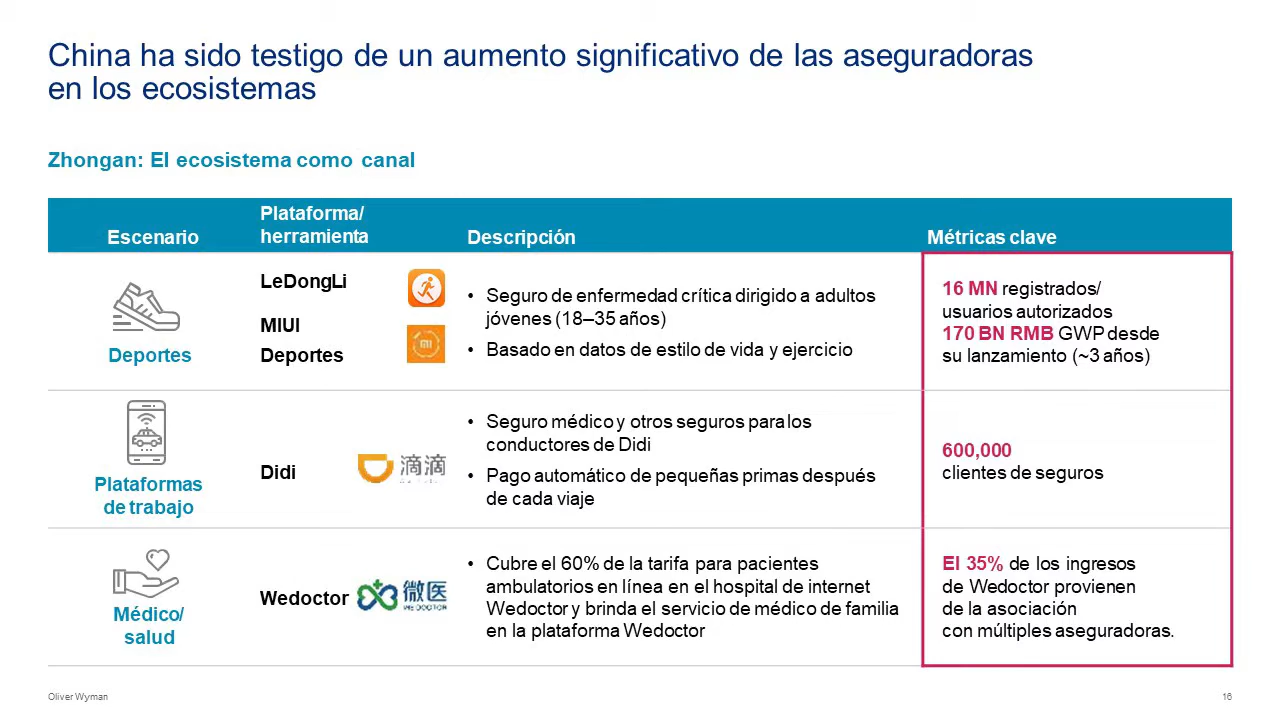 China ha sido testigo de un aumento significativo de las aseguradoras
en los ecosistemas
Zhongan: El ecosistema como canal
Escenario
Plataforma/
herramienta
Descripción
Métricas clave
Deportes
LeDongLi
MIUI
Deportes
• Seguro de enfermedad crítica dirigido a adultos
jóvenes (18–35 años)
• Basado en datos de estilo de vida y ejercicio
16 MN registrados/
usuarios autorizados
170 BN RMB GWP desde
su lanzamiento (~3 años)
Plataformas
de trabajo
Didi
滴滴
• Seguro médico y otros seguros para los
conductores de Didi
• Pago automático de pequeñas primas después
de cada viaje
600,000
clientes de seguros
Médico/
salud
Wedoctor
微医
WE DOCTOR
• Cubre el 60% de la tarifa para pacientes
ambulatorios en línea en el hospital de internet
Wedoctor y brinda el servicio de médico de familia
en la plataforma Wedoctor
El 35% de los ingresos
de Wedoctor provienen
de la asociación
con múltiples aseguradoras.
Oliver Wyman
16